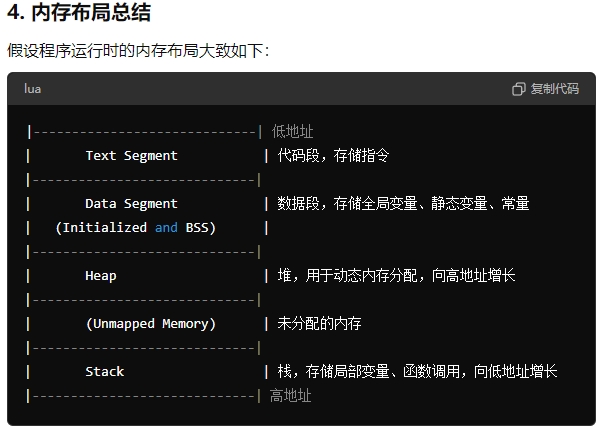 4. 内存布局总结
假设程序运行时的内存布局大致如下：
lua 复制代码
|-----------------------------| 低地址
|       Text Segment          | 代码段，存储指令
|-----------------------------|
|       Data Segment          | 数据段，存储全局变量、静态变量、常量
|   (Initialized and BSS)     |
|-----------------------------|
|       Heap                  | 堆，用于动态内存分配，向高地址增长
|-----------------------------|
|       (Unmapped Memory)     | 未分配的内存
|-----------------------------|
|       Stack                 | 栈，存储局部变量、函数调用，向低地址增长
|-----------------------------| 高地址